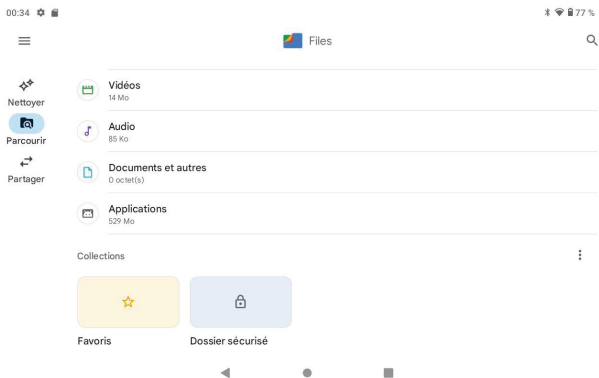 00:34
77 %
Files
Nettoyer
Parcourir
Partager
Vidéos
14 Mo
Audio
85 Ko
Documents et autres
0 octet(s)
Applications
529 Mo
Collections
Favoris
Dossier sécurisé